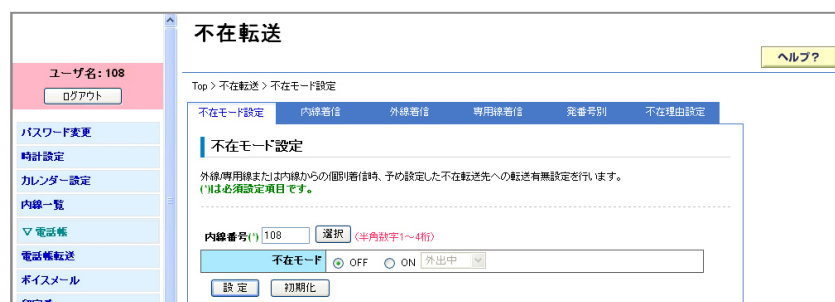 不在転送
ヘルプ?
ユーザ名: 108
ログアウト
Top > 不在転送 > 不在モード設定
不在モード設定 内線着信 外線着信 専用線着信 発番号別 不在理由設定
パスワード変更
時計設定
カレンダー設定
内線一覧
▽ 電話帳
電話帳転送
ボイスメール
不在モード設定
外線/専用線または内線からの個別着信時、予め設定した不在転送先への転送有無設定を行います。
(*)は必須設定項目です。
内線番号(*) 108 選択 (半角数字1~4桁)
不在モード OFF ON 外出中
設定 初期化